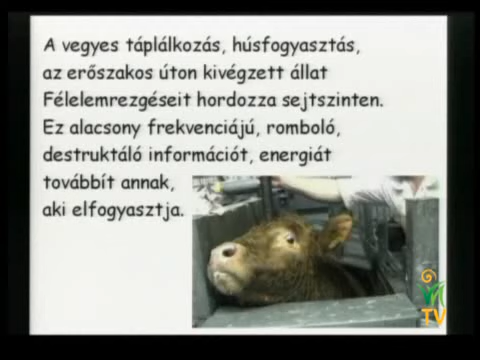 A vegyes táplálkozás, húsfogyasztás,
az erőszakos úton kivégzett állat
Félelemrezgéseit hordozza sejtszinten.
Ez alacsony frekvenciájú, romboló,
destruktáló információt, energiát
továbbít annak,
aki elfogyasztja.
TV